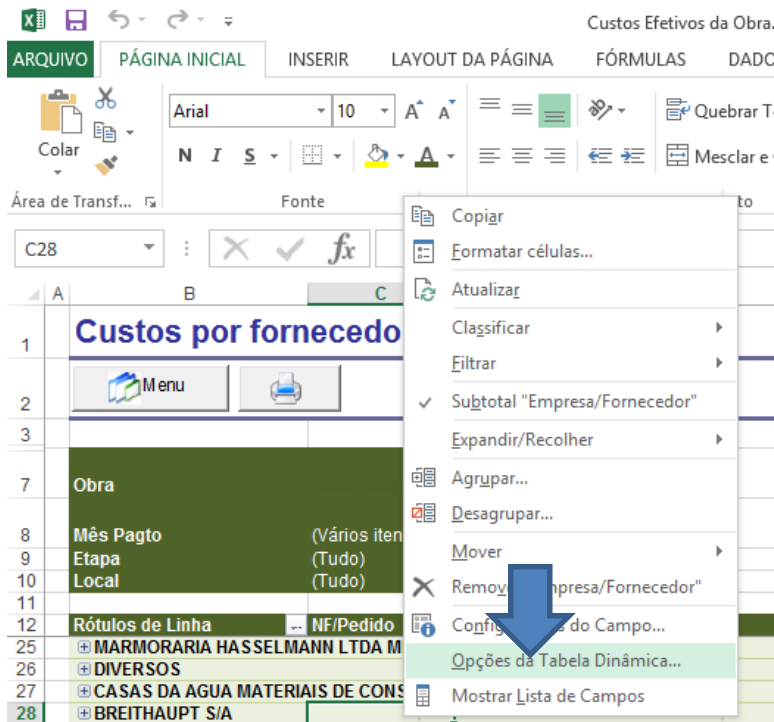 Custos Efetivos da Obra.
ARQUIVO PÁGINA INICIAL INSERIR LAYOUT DA PÁGINA FÓRMULAS DADO
Colar
Arial 10 A A Quebrar T
N I S A Mesclar e
Área de Transf... Fonte to
C28 fx
A B C
1 Custos por fornecedo
2 Menu
3
7 Obra
8 Mês Pagto (Vários iten
9 Etapa (Tudo)
10 Local (Tudo)
11
12 Rótulos de Linha NF/Pedido
25 MARMORARIA HASSELMANN LTDA M
26 DIVERSOS
27 CASAS DA AGUA MATERIAIS DE CONS
28 BREITHAUPT S/A
Copiar
Formatar células...
Atualizar
Classificar
Filtrar
Subtotal "Empresa/Fornecedor"
Expandir/Recolher
Agrupar...
Desagrupar...
Mover
do Campo...
Opções da Tabela Dinâmica...
Mostrar Lista de Campos